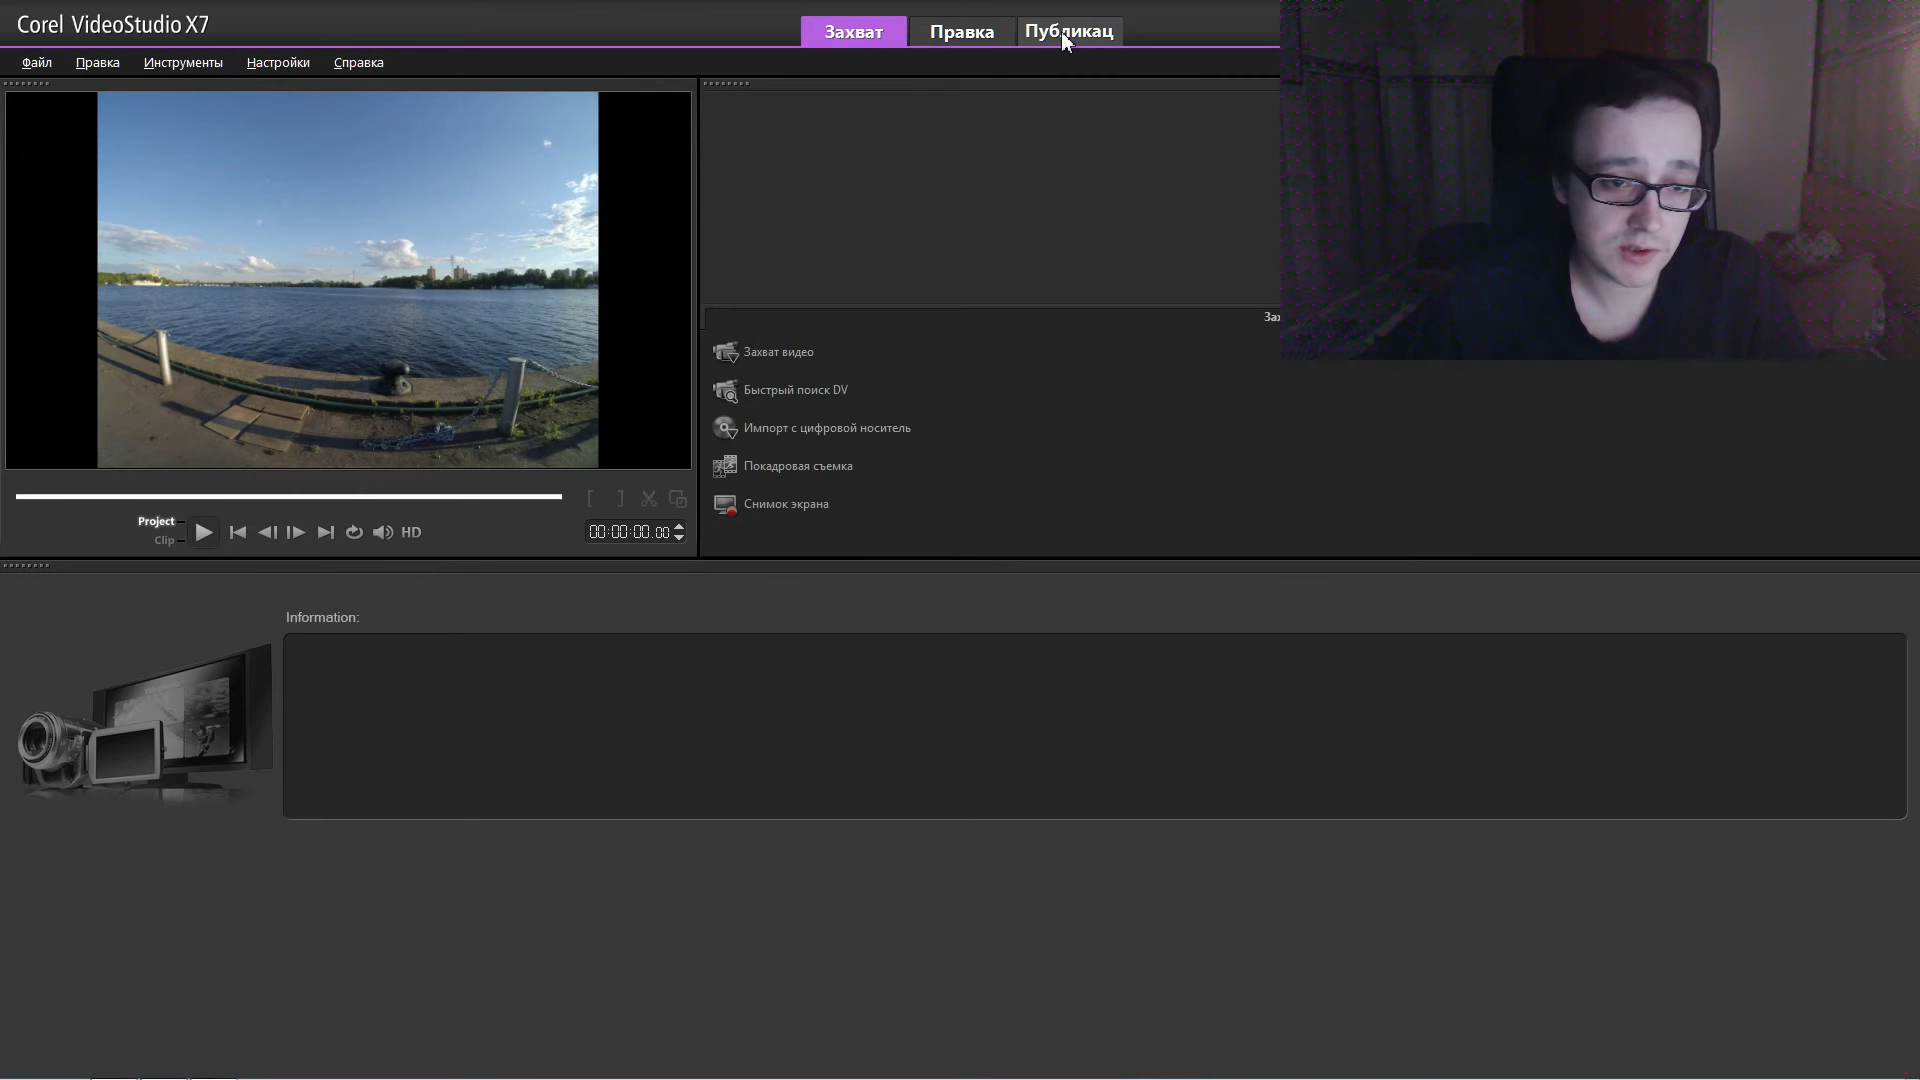 Corel VideoStudio X7
Захват Правка Публикац
Файл Правка Инструменты Настройки Справка
Зах
Захват видео
Быстрый поиск DV
Импорт с цифровой носитель
Покадровая съемка
Снимок экрана
Project
Clip
HD
00:00:00.00
Information: